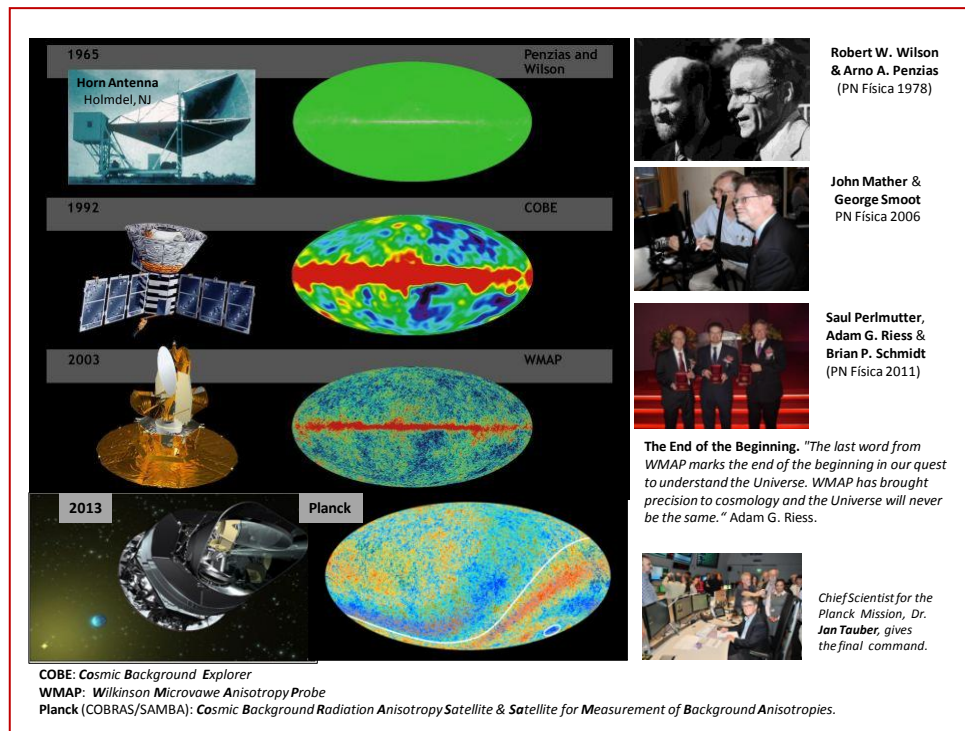 1965
Penzias and
Wilson
Horn Antenna
Holmdel, NJ
1992
COBE
2003
WMAP
2013
Planck
Robert W. Wilson
& Arno A. Penzias
(PN Física 1978)
John Mather &
George Smoot
PN Física 2006
Saul Perlmutter,
Adam G. Riess &
Brian P. Schmidt
(PN Física 2011)
The End of the Beginning. "The last word from
WMAP marks the end of the beginning in our quest
to understand the Universe. WMAP has brought
precision to cosmology and the Universe will never
be the same.“ Adam G. Riess.
Chief Scientist for the
Planck Mission, Dr.
Jan Tauber, gives
the final command.
COBE: Cosmic Background Explorer
WMAP: Wilkinson Microvawe Anisotropy Probe
Planck (COBRAS/SAMBA): Cosmic Background Radiation Anisotropy Satellite & Satellite for Measurement of Background Anisotropies.